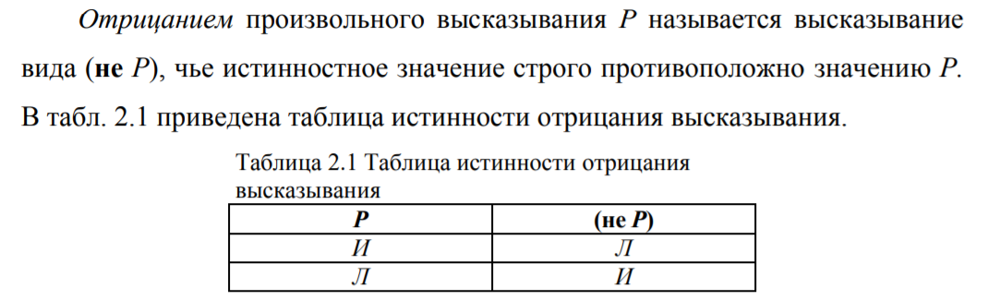 Отрицанием произвольного высказывания P называется высказывание
вида (не P), чье истинностное значение строго противоположно значению P.
В табл. 2.1 приведена таблица истинности отрицания высказывания.
Таблица 2.1 Таблица истинности отрицания
высказывания
P (не P)
И Л
Л И